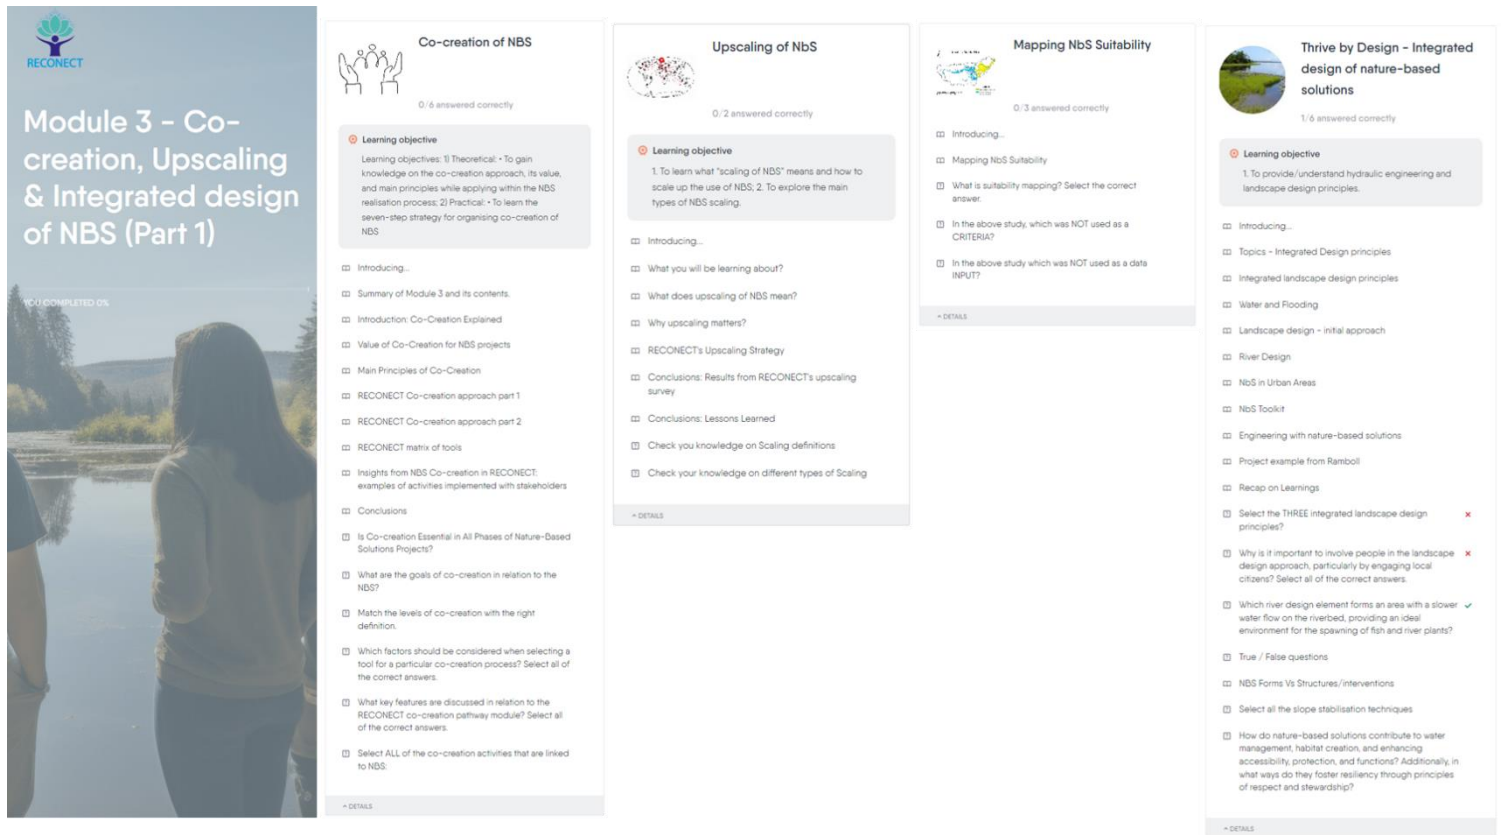 RECONECT
Module 3 - Co-
creation, Upscaling
& Integrated design
of NBS (Part 1)
YOU COMPLETED 0%
Co-creation of NBS
0/6 answered correctly
Learning objective
Learning objectives: 1) Theoretical: • To gain
knowledge on the co-creation approach, its value,
and main principles while applying within the NBS
realisation process; 2) Practical: • To learn the
seven-step strategy for organising co-creation of
NBS
Introducing...
Summary of Module 3 and its contents.
Introduction: Co-Creation Explained
Value of Co-Creation for NBS projects
Main Principles of Co-Creation
RECONECT Co-creation approach part 1
RECONECT Co-creation approach part 2
RECONECT matrix of tools
Insights from NBS Co-creation in RECONECT:
examples of activities implemented with stakeholders
Conclusions
Is Co-creation Essential in All Phases of Nature-Based
Solutions Projects?
What are the goals of co-creation in relation to the
NBS?
Match the levels of co-creation with the right
definition.
Which factors should be considered when selecting a
tool for a particular co-creation process? Select all of
the correct answers.
What key features are discussed in relation to the
RECONECT co-creation pathway module? Select all
of the correct answers.
Select ALL of the co-creation activities that are linked
to NBS:
DETAILS
Upscaling of NbS
0/2 answered correctly
Learning objective
1. To learn what "scaling of NBS" means and how to
scale up the use of NBS; 2. To explore the main
types of NBS scaling.
Introducing...
What you will be learning about?
What does upscaling of NBS mean?
Why upscaling matters?
RECONECT's Upscaling Strategy
Conclusions: Results from RECONECT's upscaling
survey
Conclusions: Lessons Learned
Check you knowledge on Scaling definitions
Check your knowledge on different types of Scaling
DETAILS
Mapping NbS Suitability
0/3 answered correctly
Introducing...
Mapping NbS Suitability
What is suitability mapping? Select the correct
answer.
In the above study, which was NOT used as a
CRITERIA?
In the above study which was NOT used as a data
INPUT?
DETAILS
Thrive by Design - Integrated
design of nature-based
solutions
1/6 answered correctly
Learning objective
1. To provide/understand hydraulic engineering and
landscape design principles.
Introducing...
Topics - Integrated Design principles
Integrated landscape design principles
Water and Flooding
Landscape design - initial approach
River Design
NbS in Urban Areas
NbS Toolkit
Engineering with nature-based solutions
Project example from Ramboll
Recap on Learnings
Select the THREE integrated landscape design
principles?
Why is it important to involve people in the landscape
design approach, particularly by engaging local
citizens? Select all of the correct answers.
Which river design element forms an area with a slower
water flow on the riverbed, providing an ideal
environment for the spawning of fish and river plants?
True / False questions
NBS Forms Vs Structures/interventions
Select all the slope stabilisation techniques
How do nature-based solutions contribute to water
management, habitat creation, and enhancing
accessibility, protection, and functions? Additionally, in
what ways do they foster resiliency through principles
of respect and stewardship?
DETAILS